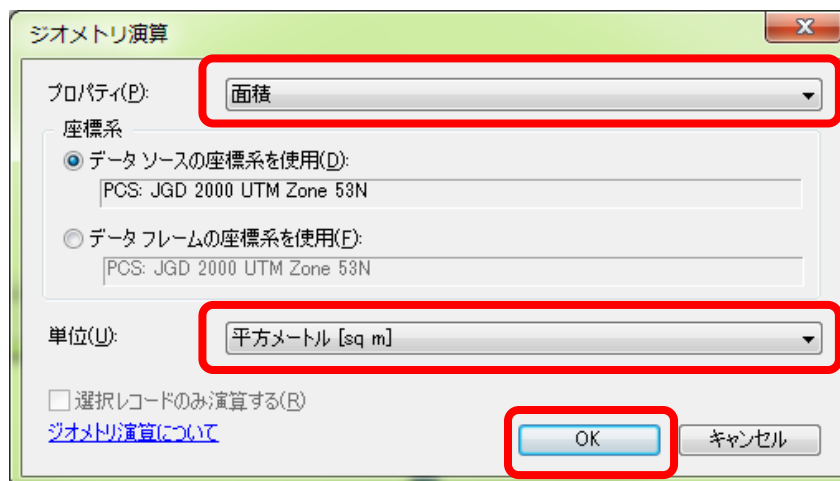 ジオメトリ演算
プロパティ(P):
面積
座標系
データ ソースの座標系を使用(D):
PCS: JGD 2000 UTM Zone 53N
データ フレームの座標系を使用(F):
PCS: JGD 2000 UTM Zone 53N
単位(U):
平方メートル [sq m]
選択レコードのみ演算する(R)
ジオメトリ演算について
OK
キャンセル